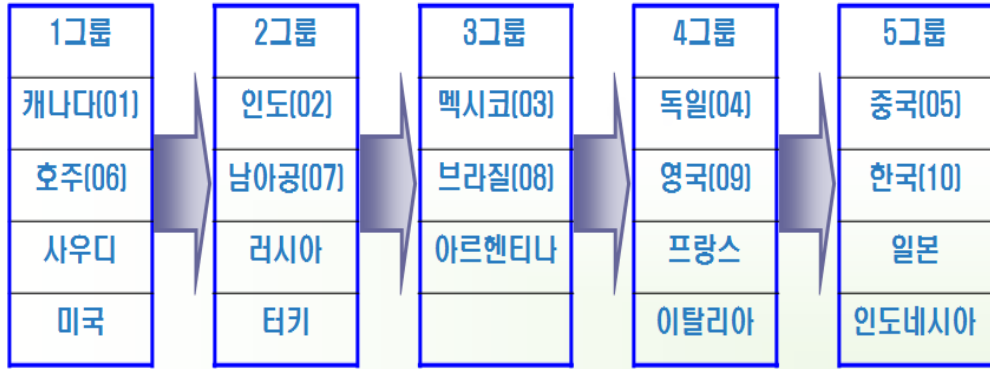 1그룹 2그룹 3그룹 4그룹 5그룹
캐나다(01) 인도(02) 멕시코(03) 독일(04) 중국(05)
호주(06) 남아공(07) 브라질(08) 영국(09) 한국(10)
사우디 러시아 아르헨티나 프랑스 일본
미국 터키 이탈리아 인도네시아